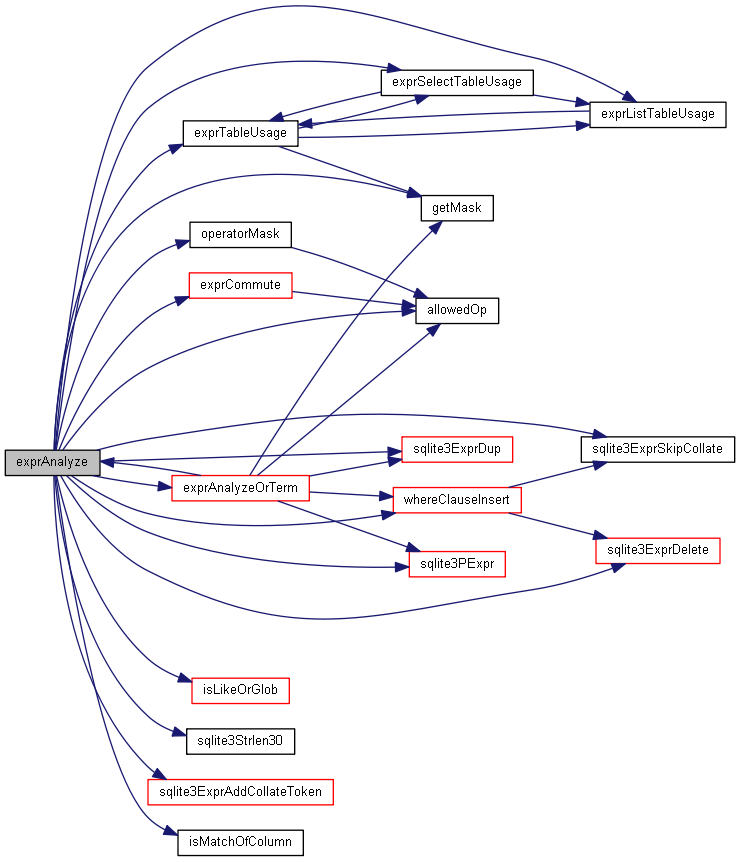 exprSelectTableUsage
exprListTableUsage
exprTableUsage
getMask
operatorMask
exprCommute
allowedOp
sqlite3ExprDup
sqlite3ExprSkipCollate
exprAnalyze
exprAnalyzeOrTerm
whereClauseInsert
sqlite3ExprDelete
sqlite3PExpr
isLikeOrGlob
sqlite3Strlen30
sqlite3ExprAddCollateToken
isMatchOfColumn